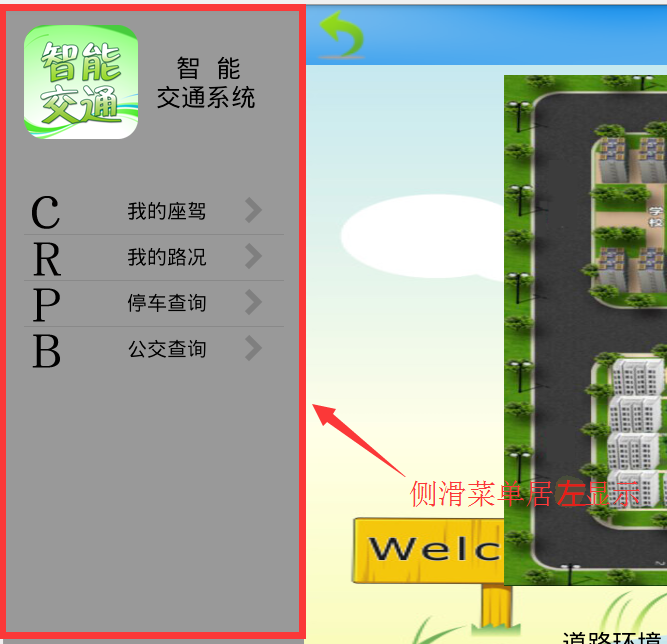 智能
交通
智 能
交通系统
C 我的座驾
R 我的路况
P 停车查询
B 公交查询
学校
侧滑菜单居左显示
Welc
道路环境